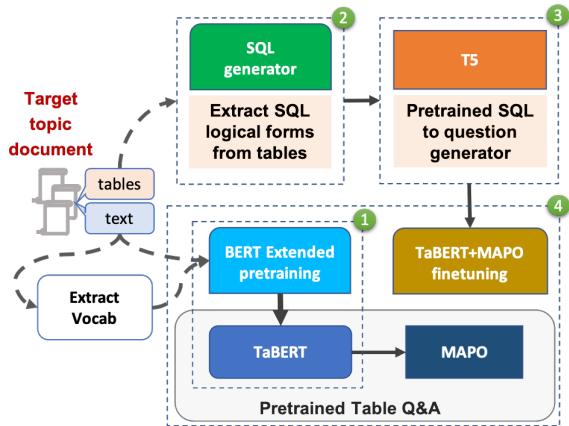 2
SQL
generator
Extract SQL
logical forms
from tables
3
T5
Pretrained SQL
to question
generator
Target
topic
document
tables
text
Extract
Vocab
1
BERT Extended
pretraining
4
TaBERT+MAPO
finetuning
TaBERT
MAPO
Pretrained Table Q&A